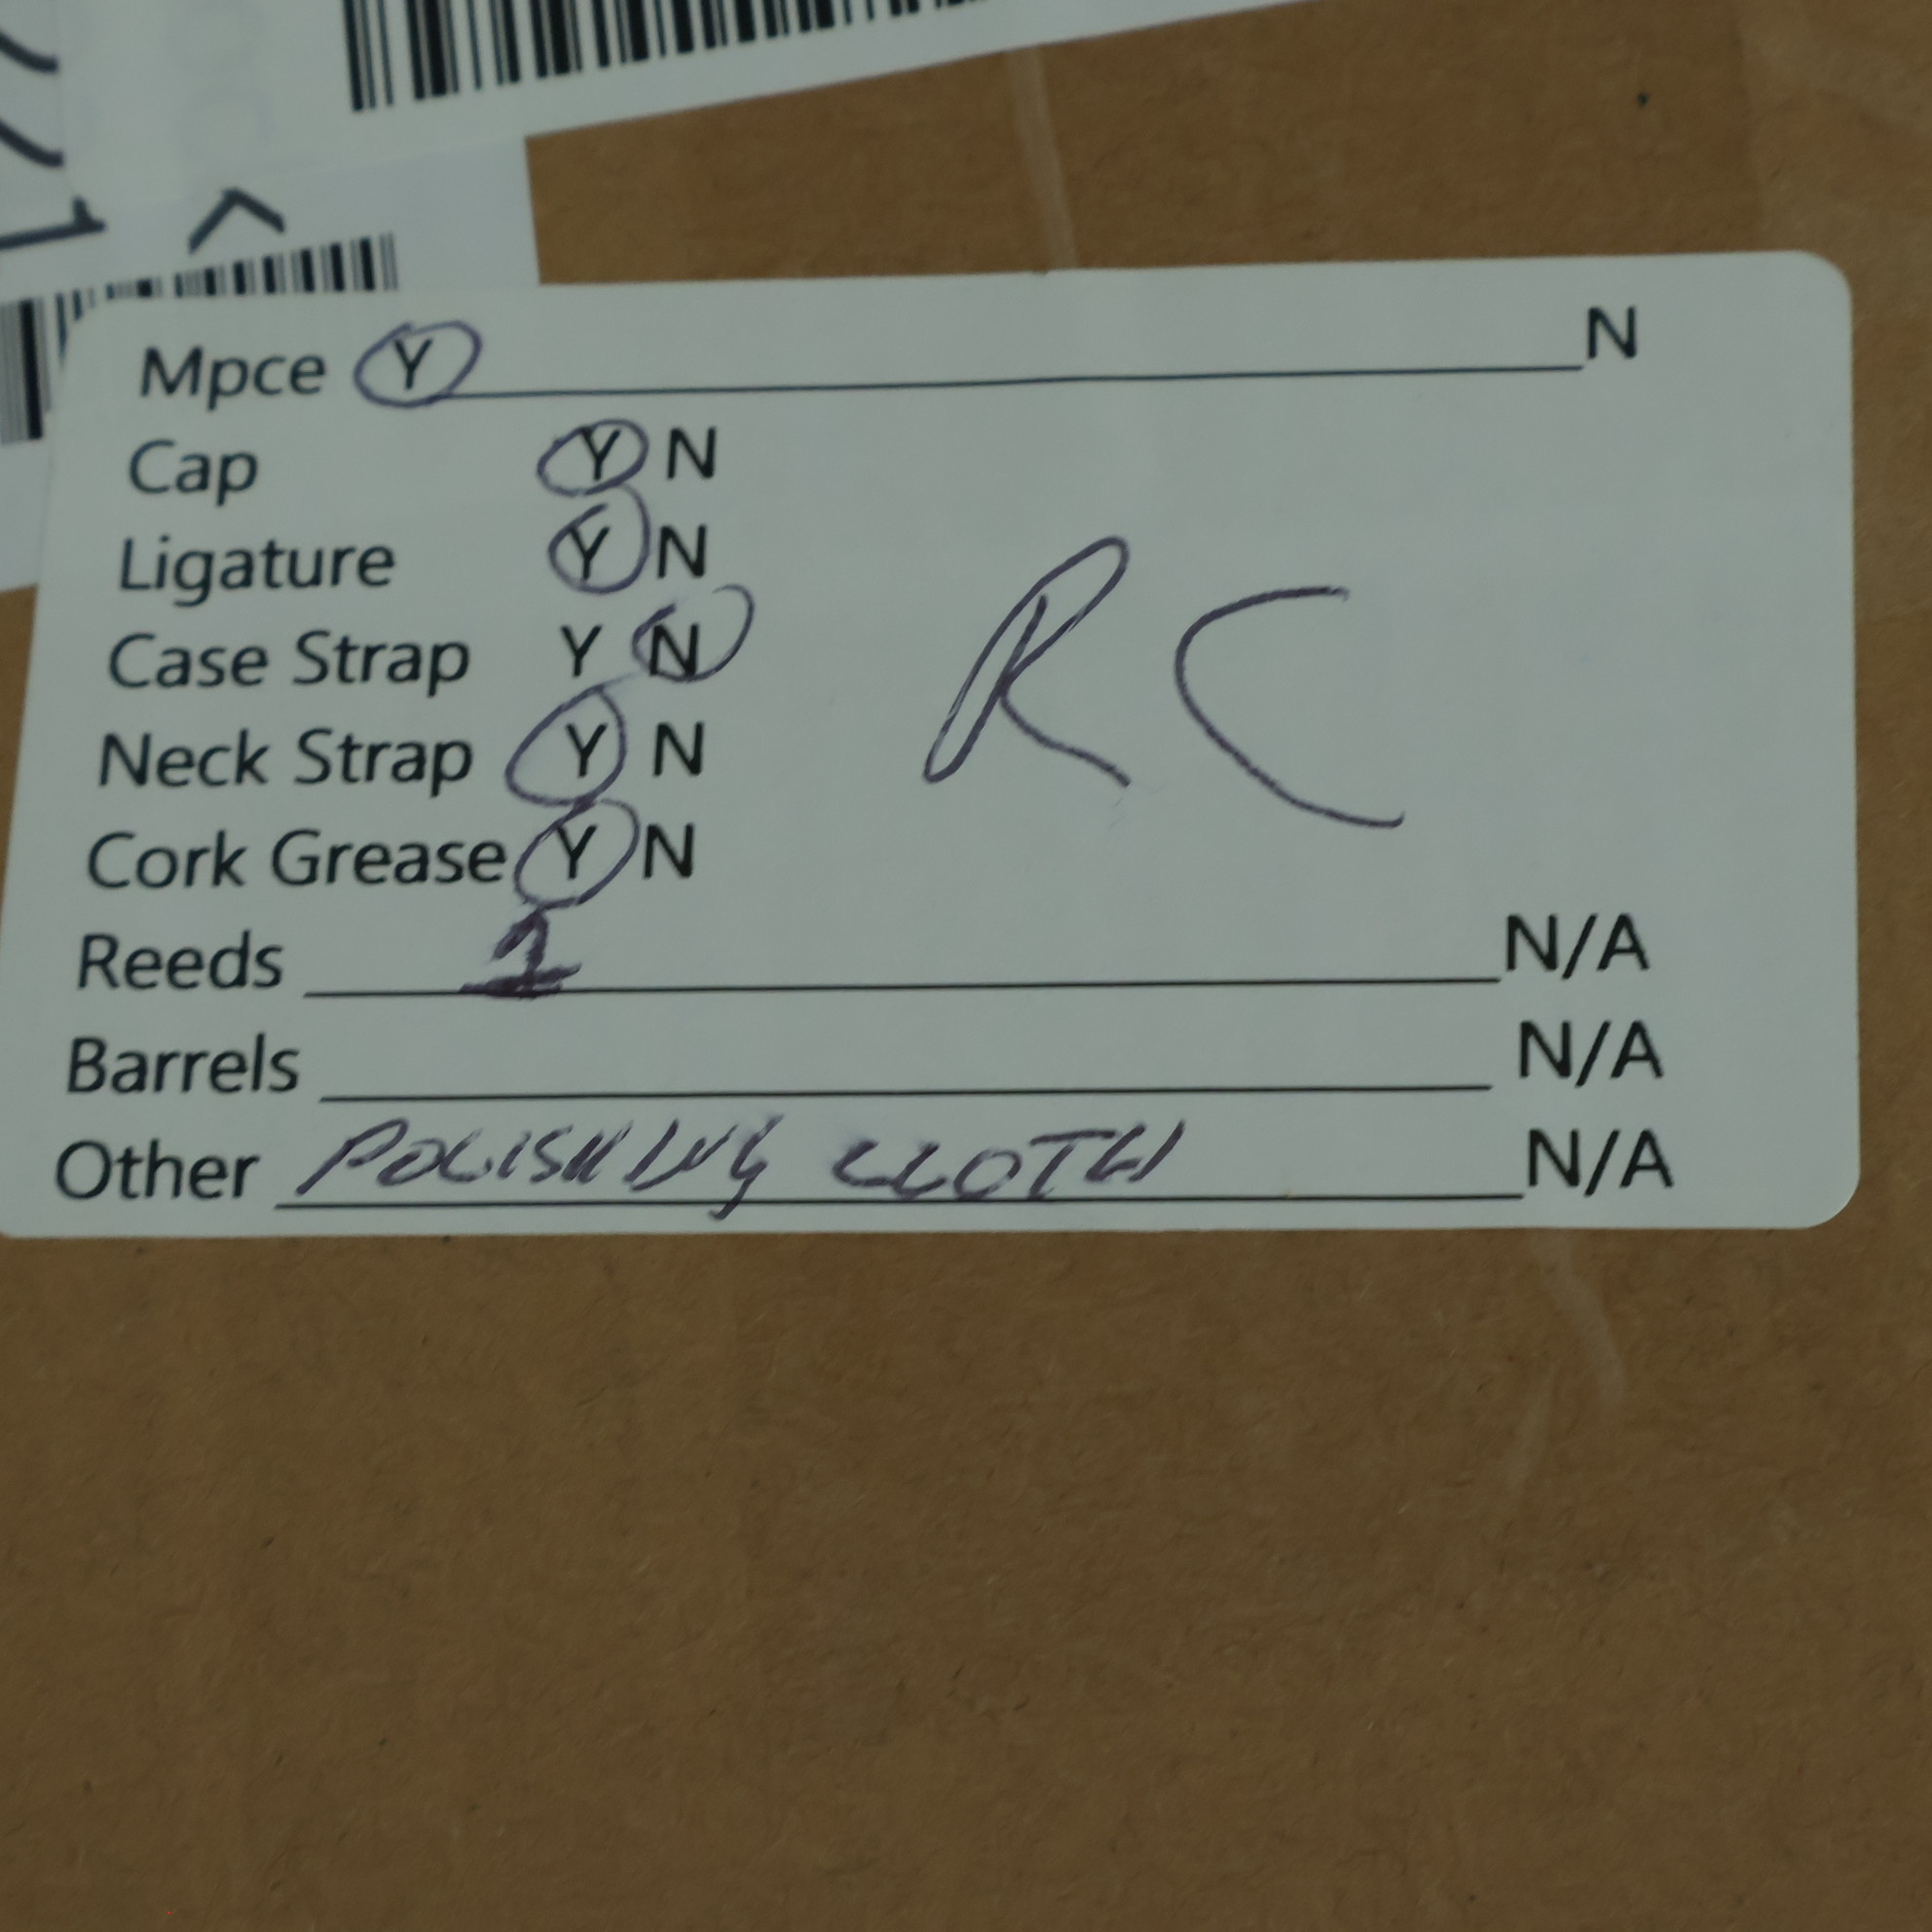 Mpce Y N
Cap Y N
Ligature Y N
Case Strap Y N
Neck Strap Y N
Cork Grease Y N
RC
Reeds 1 N/A
Barrels N/A
Other POLISHING CLOTH N/A